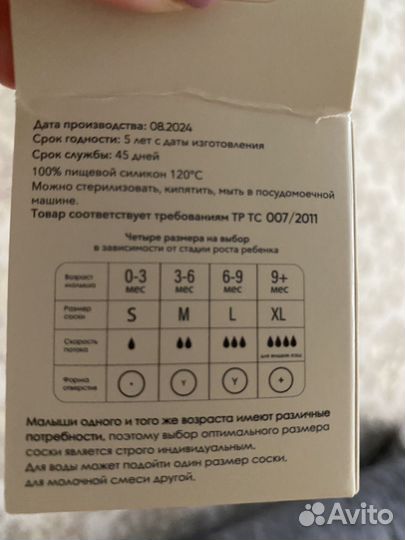 Дата производства: 08.2024
Срок годности: 5 лет с даты изготовления
Срок службы: 45 дней
100% пищевой силикон 120°С
Можно стерилизовать, кипятить, мыть в посудомоечной
машине.
Товар соответствует требованиям ТР ТС 007/2011
Четыре размера на выбор
в зависимости от стадии роста ребенка
Возраст малыша 0-3 мес 3-6 мес 6-9 мес 9+ мес
Размер соски S M L XL
Скорость потока для жидких каш
Форма отверстия - Y Y +
Малыши одного и того же возраста имеют различные
потребности, поэтому выбор оптимального размера
соски является строго индивидуальным.
Для воды может подойти один размер соски,
для молочной смеси другой.
Avito